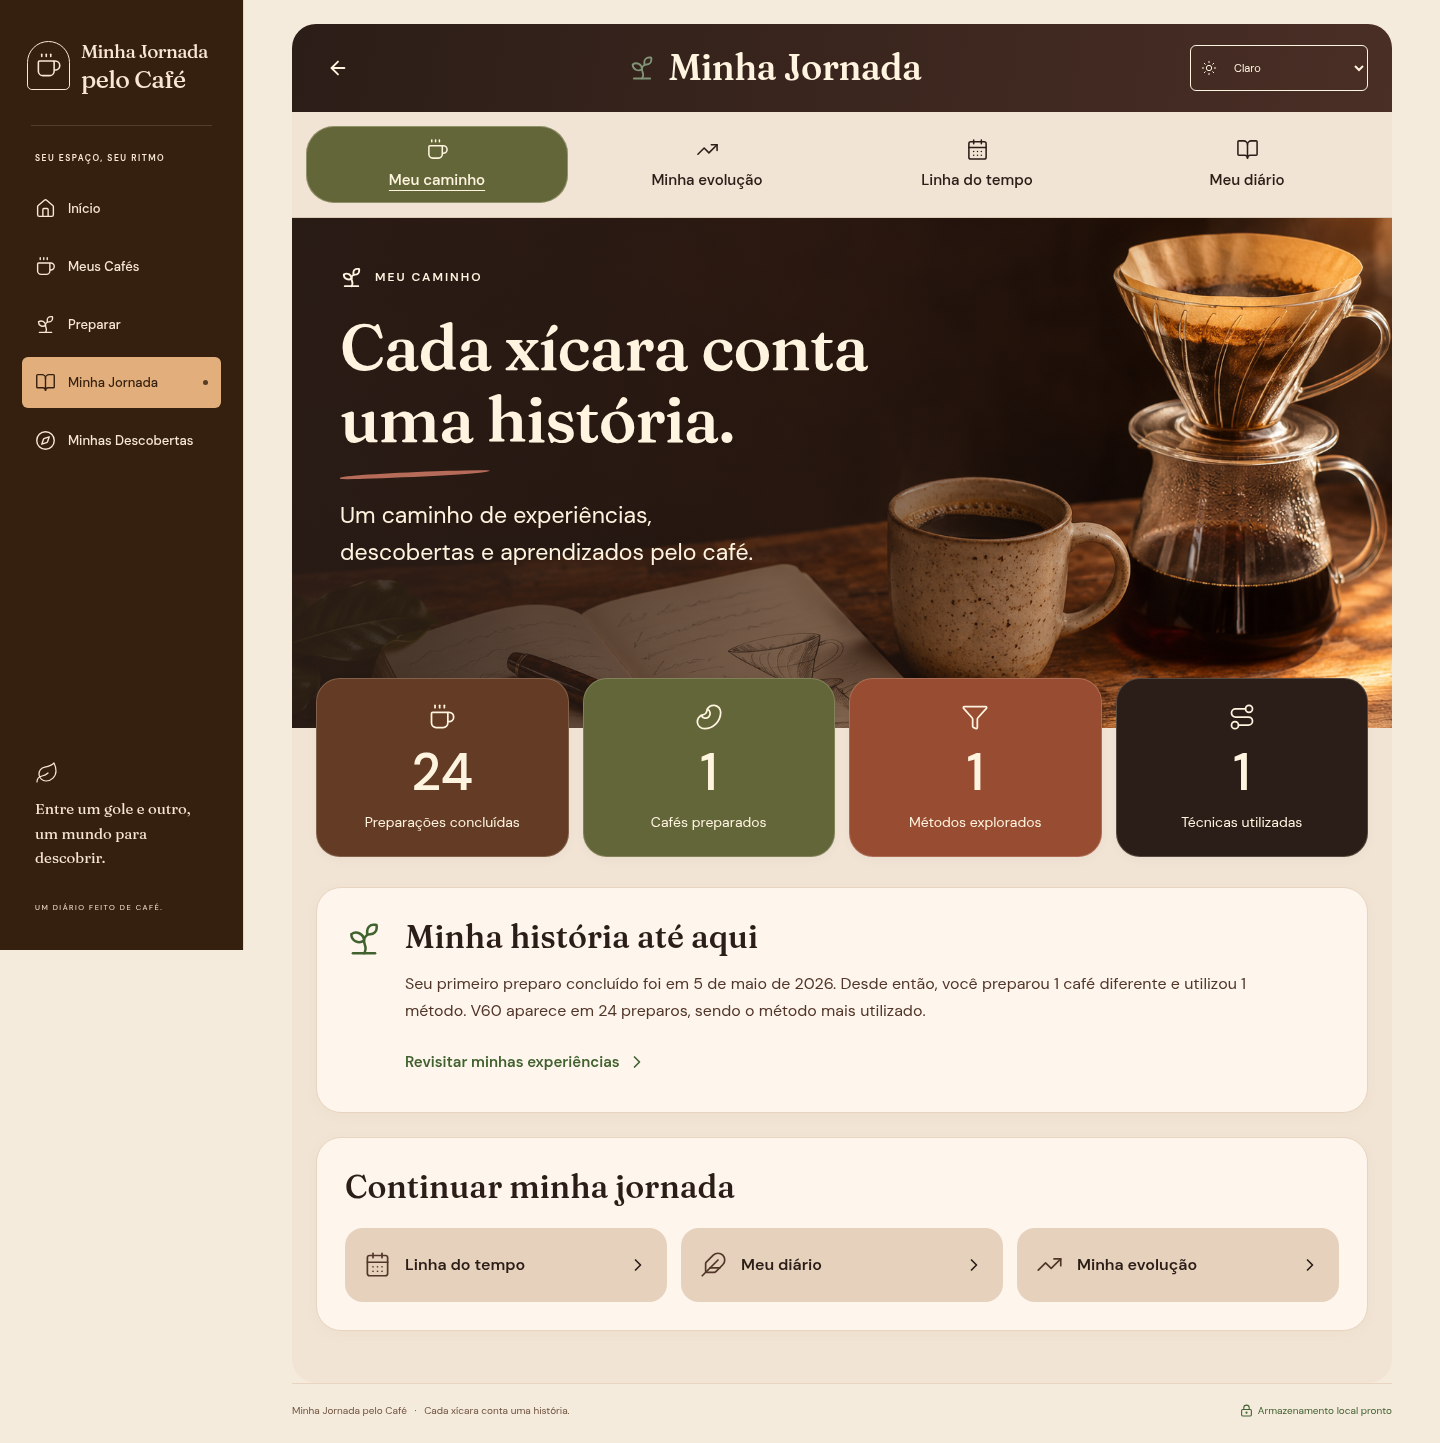 Minha Jornada
pelo Café
SEU ESPAÇO, SEU RITMO
Início
Meus Cafés
Preparar
Minha Jornada
Minhas Descobertas
Entre um gole e outro,
um mundo para
descobrir.
UM DIÁRIO FEITO DE CAFÉ.
Minha Jornada
Claro
Meu caminho
Minha evolução
Linha do tempo
Meu diário
MEU CAMINHO
Cada xícara conta
uma história.
Um caminho de experiências,
descobertas e aprendizados pelo café.
24
Preparações concluídas
1
Cafés preparados
1
Métodos explorados
1
Técnicas utilizadas
Minha história até aqui
Seu primeiro preparo concluído foi em 5 de maio de 2026. Desde então, você preparou 1 café diferente e utilizou 1
método. V60 aparece em 24 preparos, sendo o método mais utilizado.
Revisitar minhas experiências
Continuar minha jornada
Linha do tempo
Meu diário
Minha evolução
Minha Jornada pelo Café · Cada xícara conta uma história.
Armazenamento local pronto